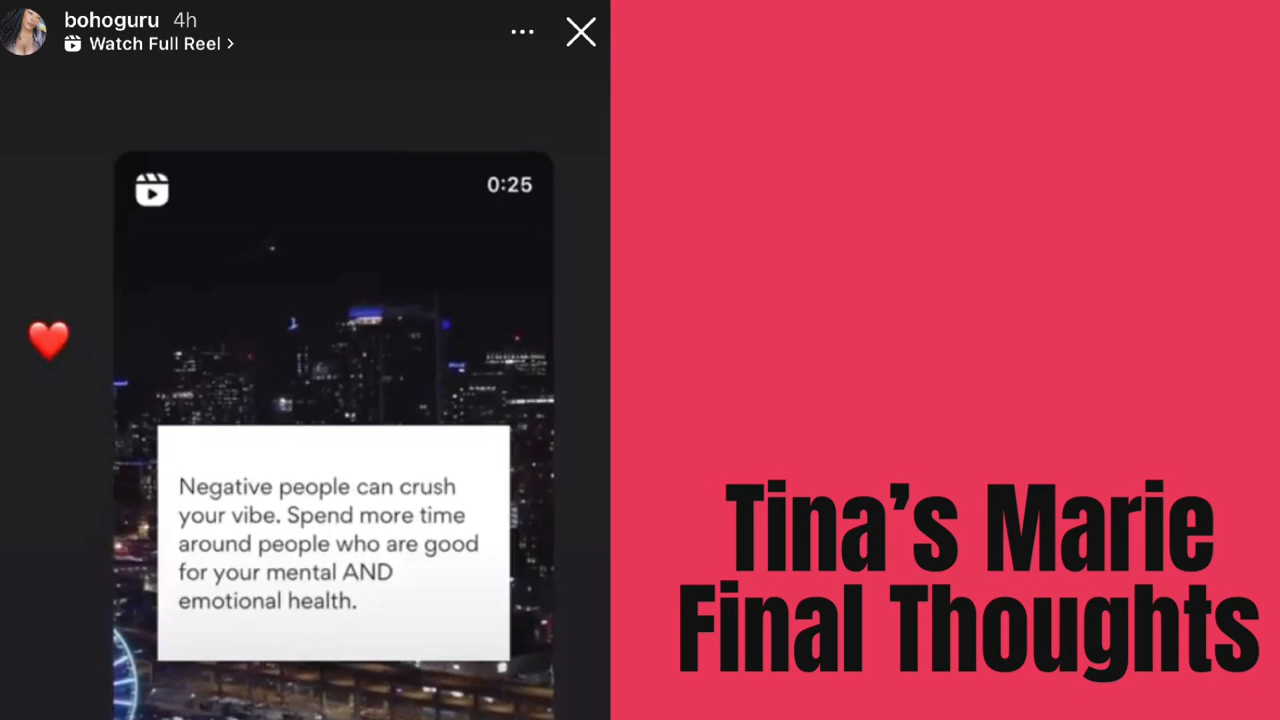 bohoguru 4h
Watch Full Reel >
0:25
Negative people can crush
your vibe. Spend more time
around people who are good
for your mental AND
emotional health.
Tina’s Marie
Final Thoughts